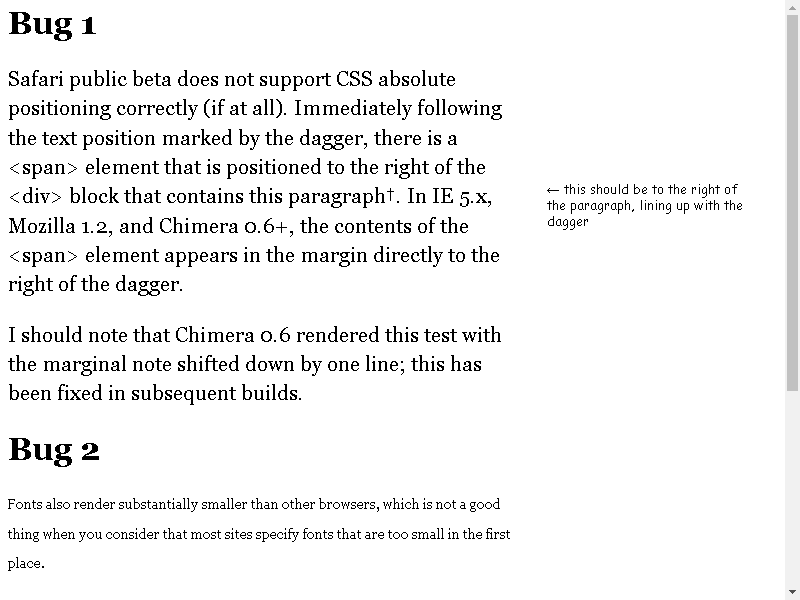 Bug 1
Safari public beta does not support CSS absolute
positioning correctly (if at all). Immediately following
the text position marked by the dagger, there is a
<span> element that is positioned to the right of the
<div> block that contains this paragraph†. In IE 5.x,
Mozilla 1.2, and Chimera 0.6+, the contents of the
<span> element appears in the margin directly to the
right of the dagger.
← this should be to the right of
the paragraph, lining up with the
dagger
I should note that Chimera 0.6 rendered this test with
the marginal note shifted down by one line; this has
been fixed in subsequent builds.
Bug 2
Fonts also render substantially smaller than other browsers, which is not a good
thing when you consider that most sites specify fonts that are too small in the first
place.